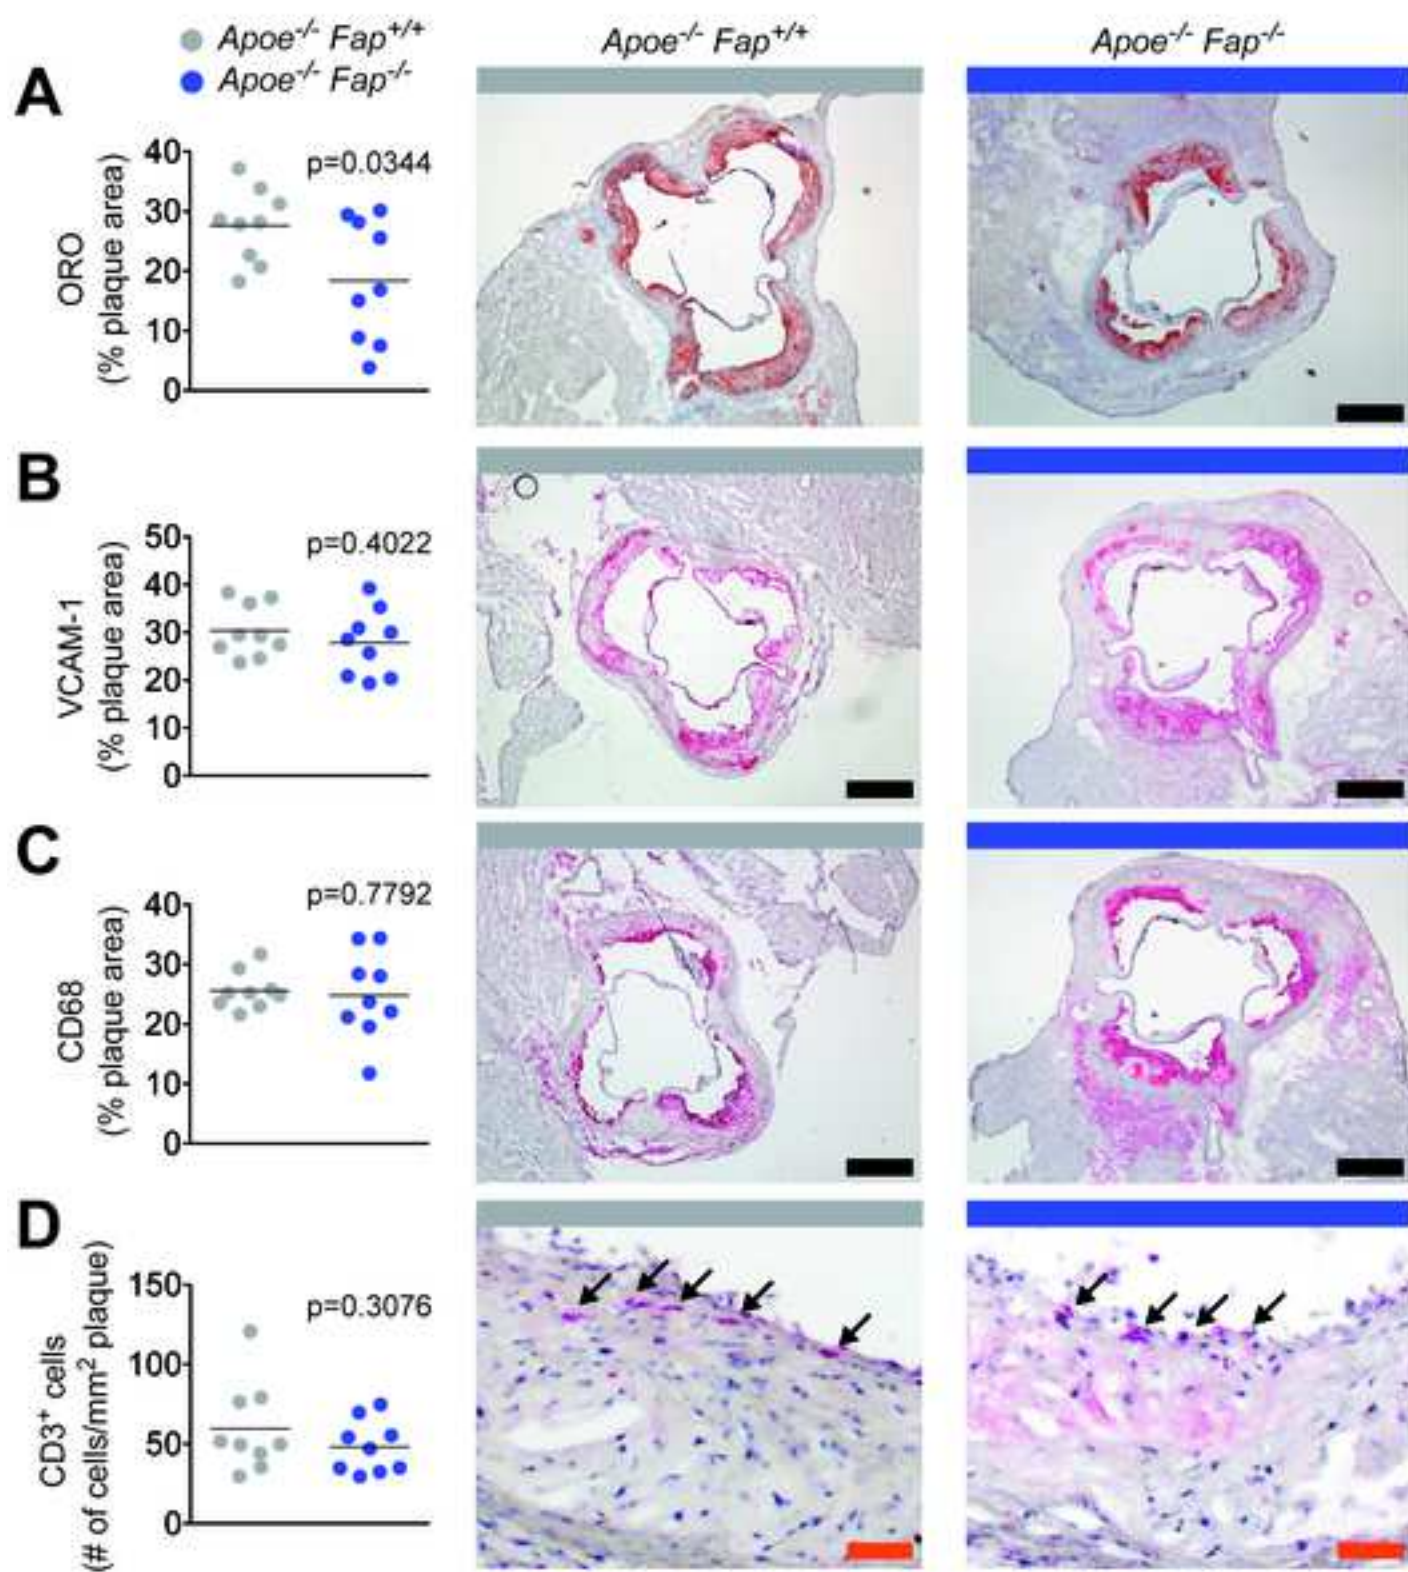 Apoe-/- Fap+/+
Apoe-/- Fap-/-
Apoe-/- Fap+/+
Apoe-/- Fap-/-
A
ORO
(% plaque area)
40
30
20
10
0
p=0.0344
B
VCAM-1
(% plaque area)
50
40
30
20
10
0
p=0.4022
C
CD68
(% plaque area)
40
30
20
10
0
p=0.7792
D
CD3+ cells
(# of cells/mm2 plaque)
150
100
50
0
p=0.3076